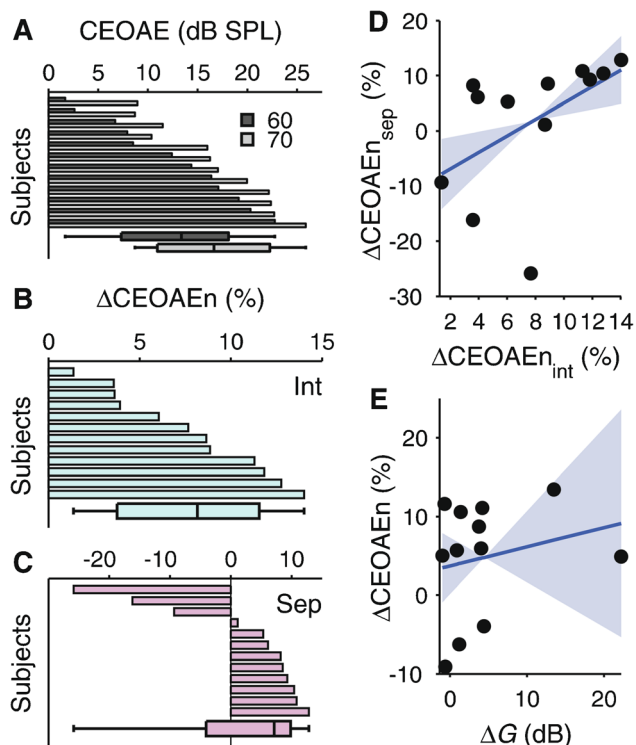 A
CEOAE (dB SPL)
0 5 10 15 20 25
60
70
Subjects
B
ΔCEOAEn (%)
0 5 10 15
Int
Subjects
C
-20 -10 0 10
Sep
Subjects
D
20
10
0
-10
-20
-30
ΔCEOAEn_sep (%)
2 4 6 8 10 12 14
ΔCEOAEn_int (%)
E
20
10
0
-10
ΔCEOAEn (%)
0 10 20
ΔG (dB)